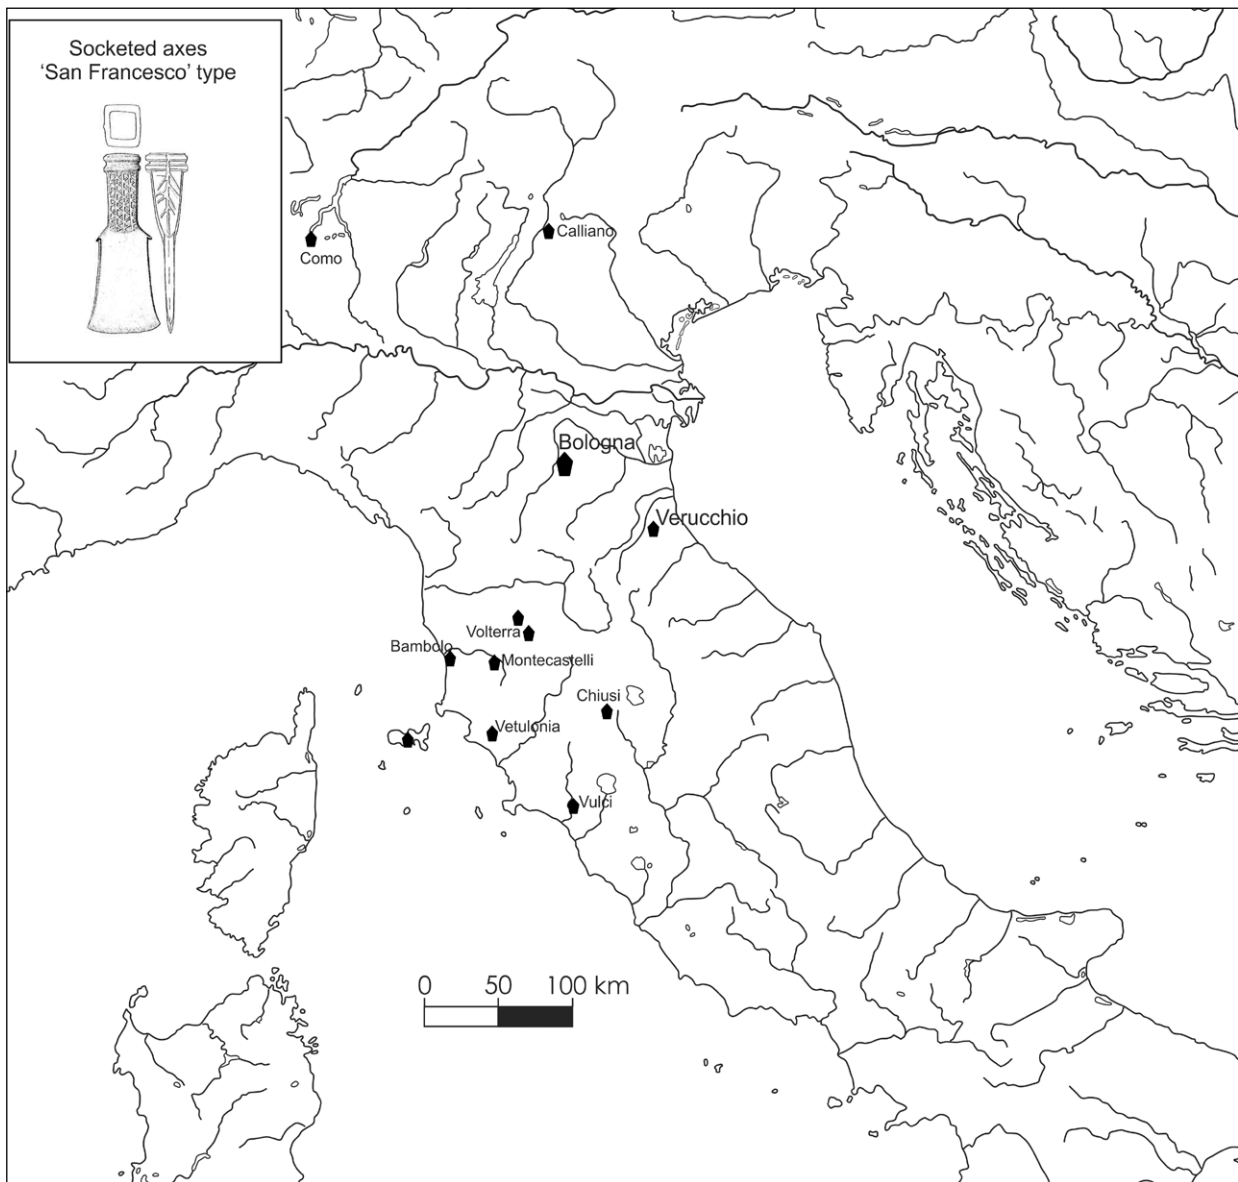 Socketed axes
‘San Francesco’ type
Como
Calliano
Bologna
Verucchio
Volterra
Bambolo
Montecastelli
Chiusi
Vetulonia
Vulci
0 50 100 km